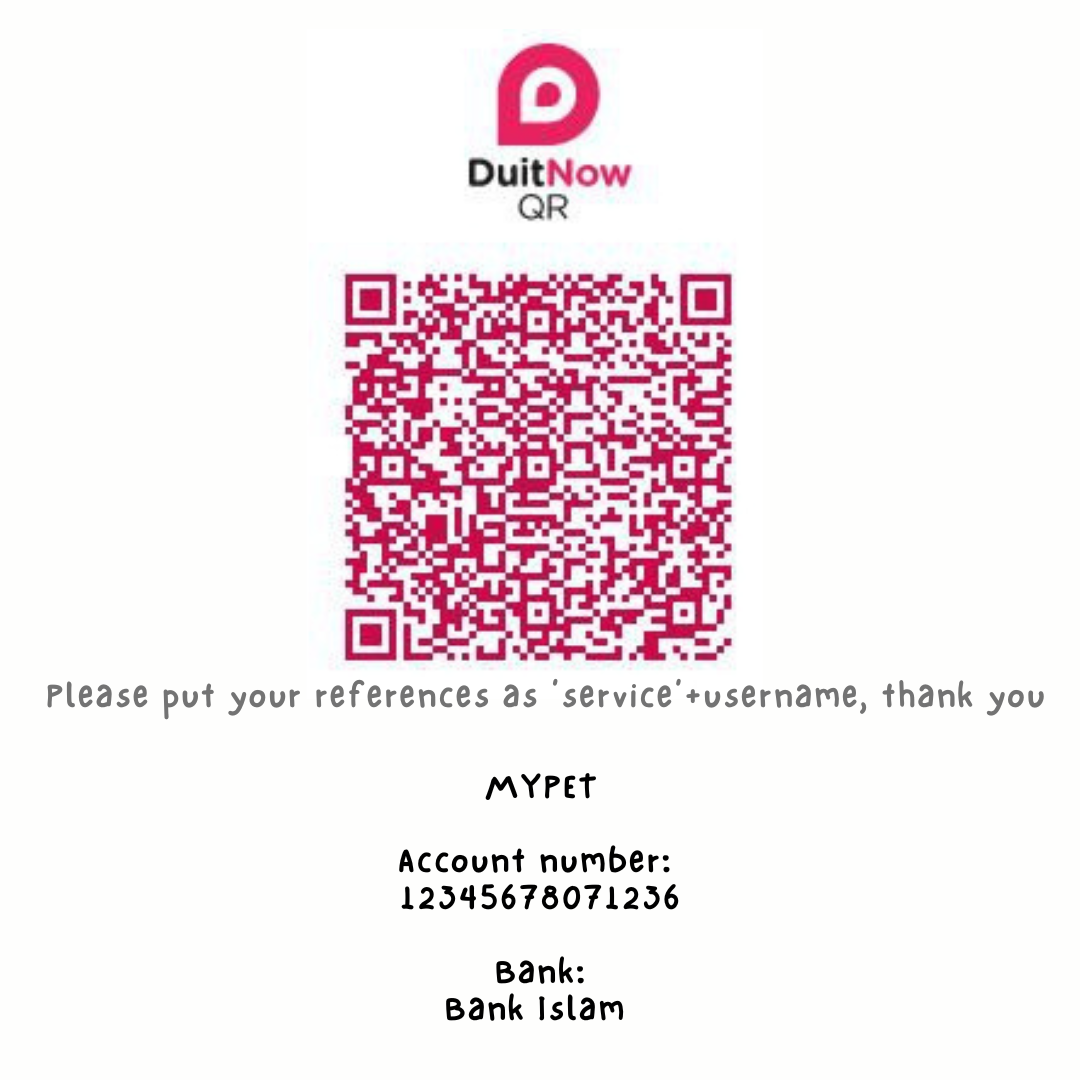 DuitNow
QR
Please put your references as 'service'+username, thank you
MYPET
Account number:
12345678071236
Bank:
Bank Islam